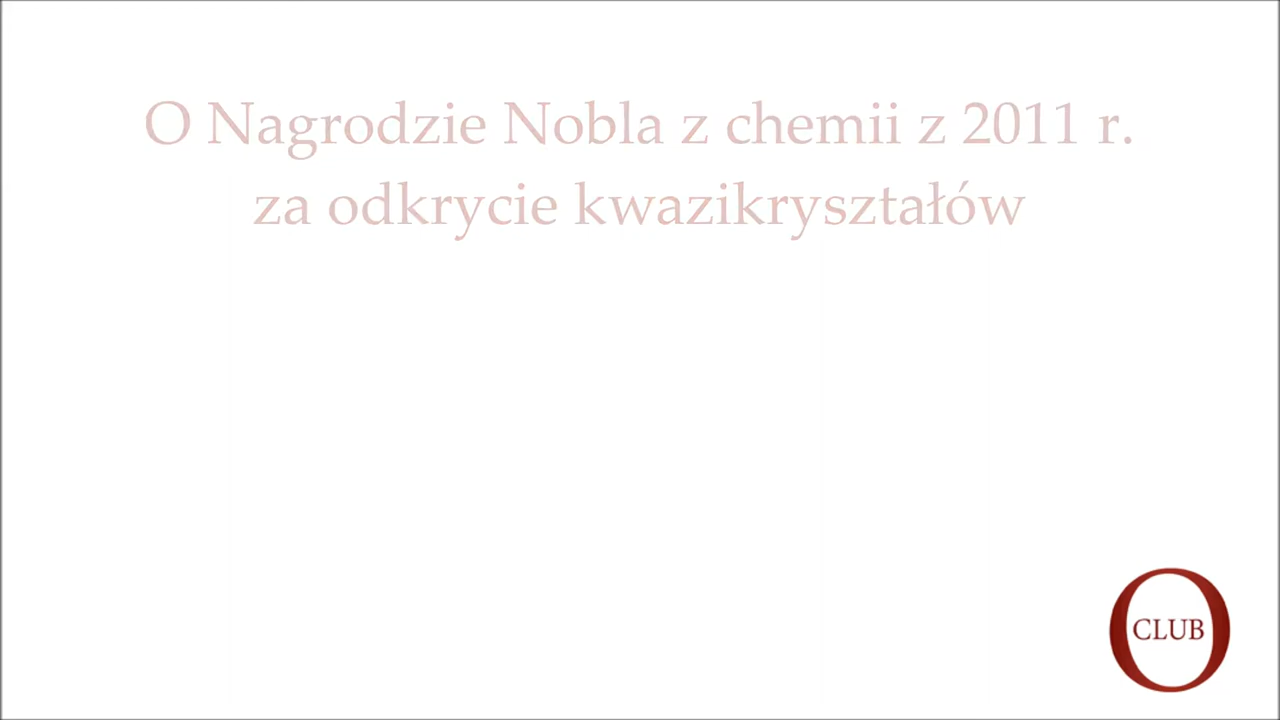 O Nagrodzie Nobla z chemii z 2011 r.
za odkrycie kwazikryształów
CLUB